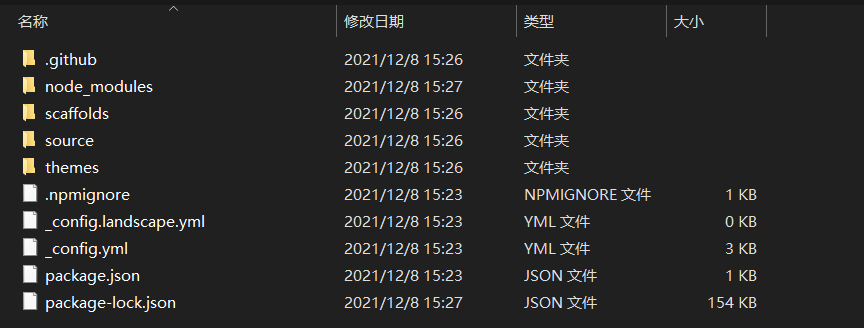 名称 修改日期 类型 大小
.github 2021/12/8 15:26 文件夹
node_modules 2021/12/8 15:27 文件夹
scaffolds 2021/12/8 15:26 文件夹
source 2021/12/8 15:26 文件夹
themes 2021/12/8 15:26 文件夹
.npmignore 2021/12/8 15:23 NPMIGNORE 文件 1 KB
_config.landscape.yml 2021/12/8 15:23 YML 文件 0 KB
_config.yml 2021/12/8 15:23 YML 文件 3 KB
package.json 2021/12/8 15:23 JSON 文件 1 KB
package-lock.json 2021/12/8 15:27 JSON 文件 154 KB